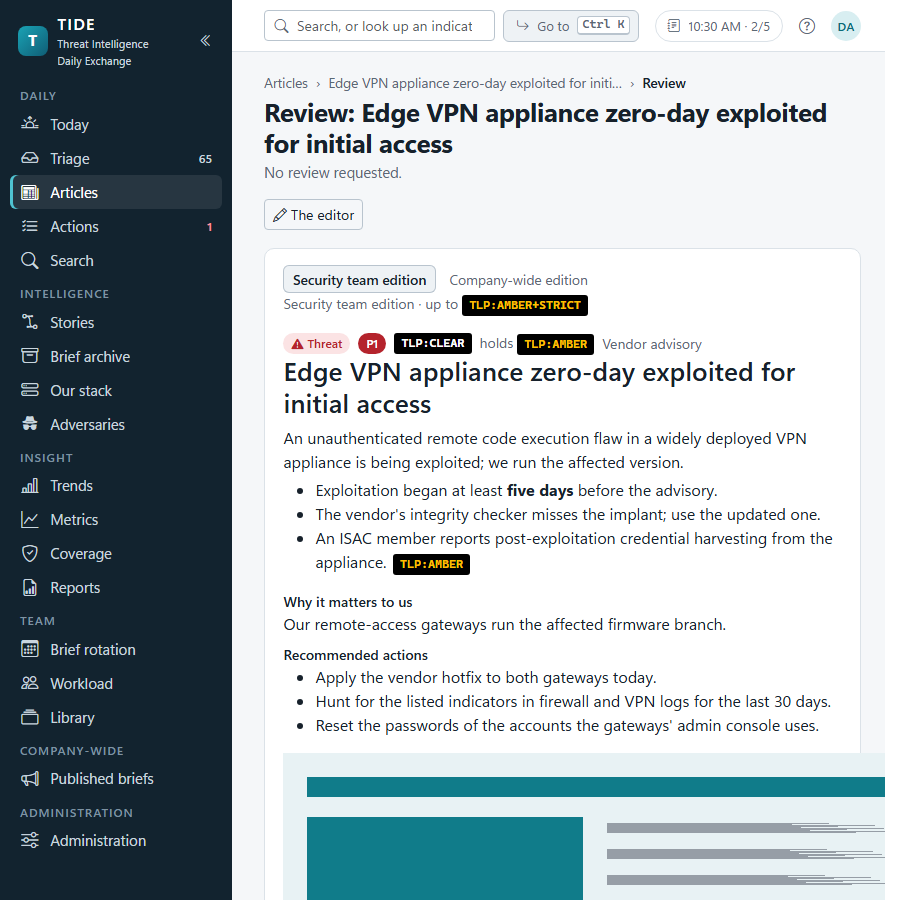 T
TIDE
Threat Intelligence
Daily Exchange
DAILY
Today
Triage
65
Articles
Actions
1
Search
INTELLIGENCE
Stories
Brief archive
Our stack
Adversaries
INSIGHT
Trends
Metrics
Coverage
Reports
TEAM
Brief rotation
Workload
Library
COMPANY-WIDE
Published briefs
ADMINISTRATION
Administration
Search, or look up an indicat
Go to Ctrl K
10:30 AM · 2/5
?
DA
Articles › Edge VPN appliance zero-day exploited for initi... › Review
Review: Edge VPN appliance zero-day exploited
for initial access
No review requested.
The editor
Security team edition
Company-wide edition
Security team edition · up to TLP:AMBER+STRICT
Threat P1 TLP:CLEAR holds TLP:AMBER Vendor advisory
Edge VPN appliance zero-day exploited for
initial access
An unauthenticated remote code execution flaw in a widely deployed VPN
appliance is being exploited; we run the affected version.
• Exploitation began at least five days before the advisory.
• The vendor's integrity checker misses the implant; use the updated one.
• An ISAC member reports post-exploitation credential harvesting from the
appliance. TLP:AMBER
Why it matters to us
Our remote-access gateways run the affected firmware branch.
Recommended actions
• Apply the vendor hotfix to both gateways today.
• Hunt for the listed indicators in firewall and VPN logs for the last 30 days.
• Reset the passwords of the accounts the gateways' admin console uses.